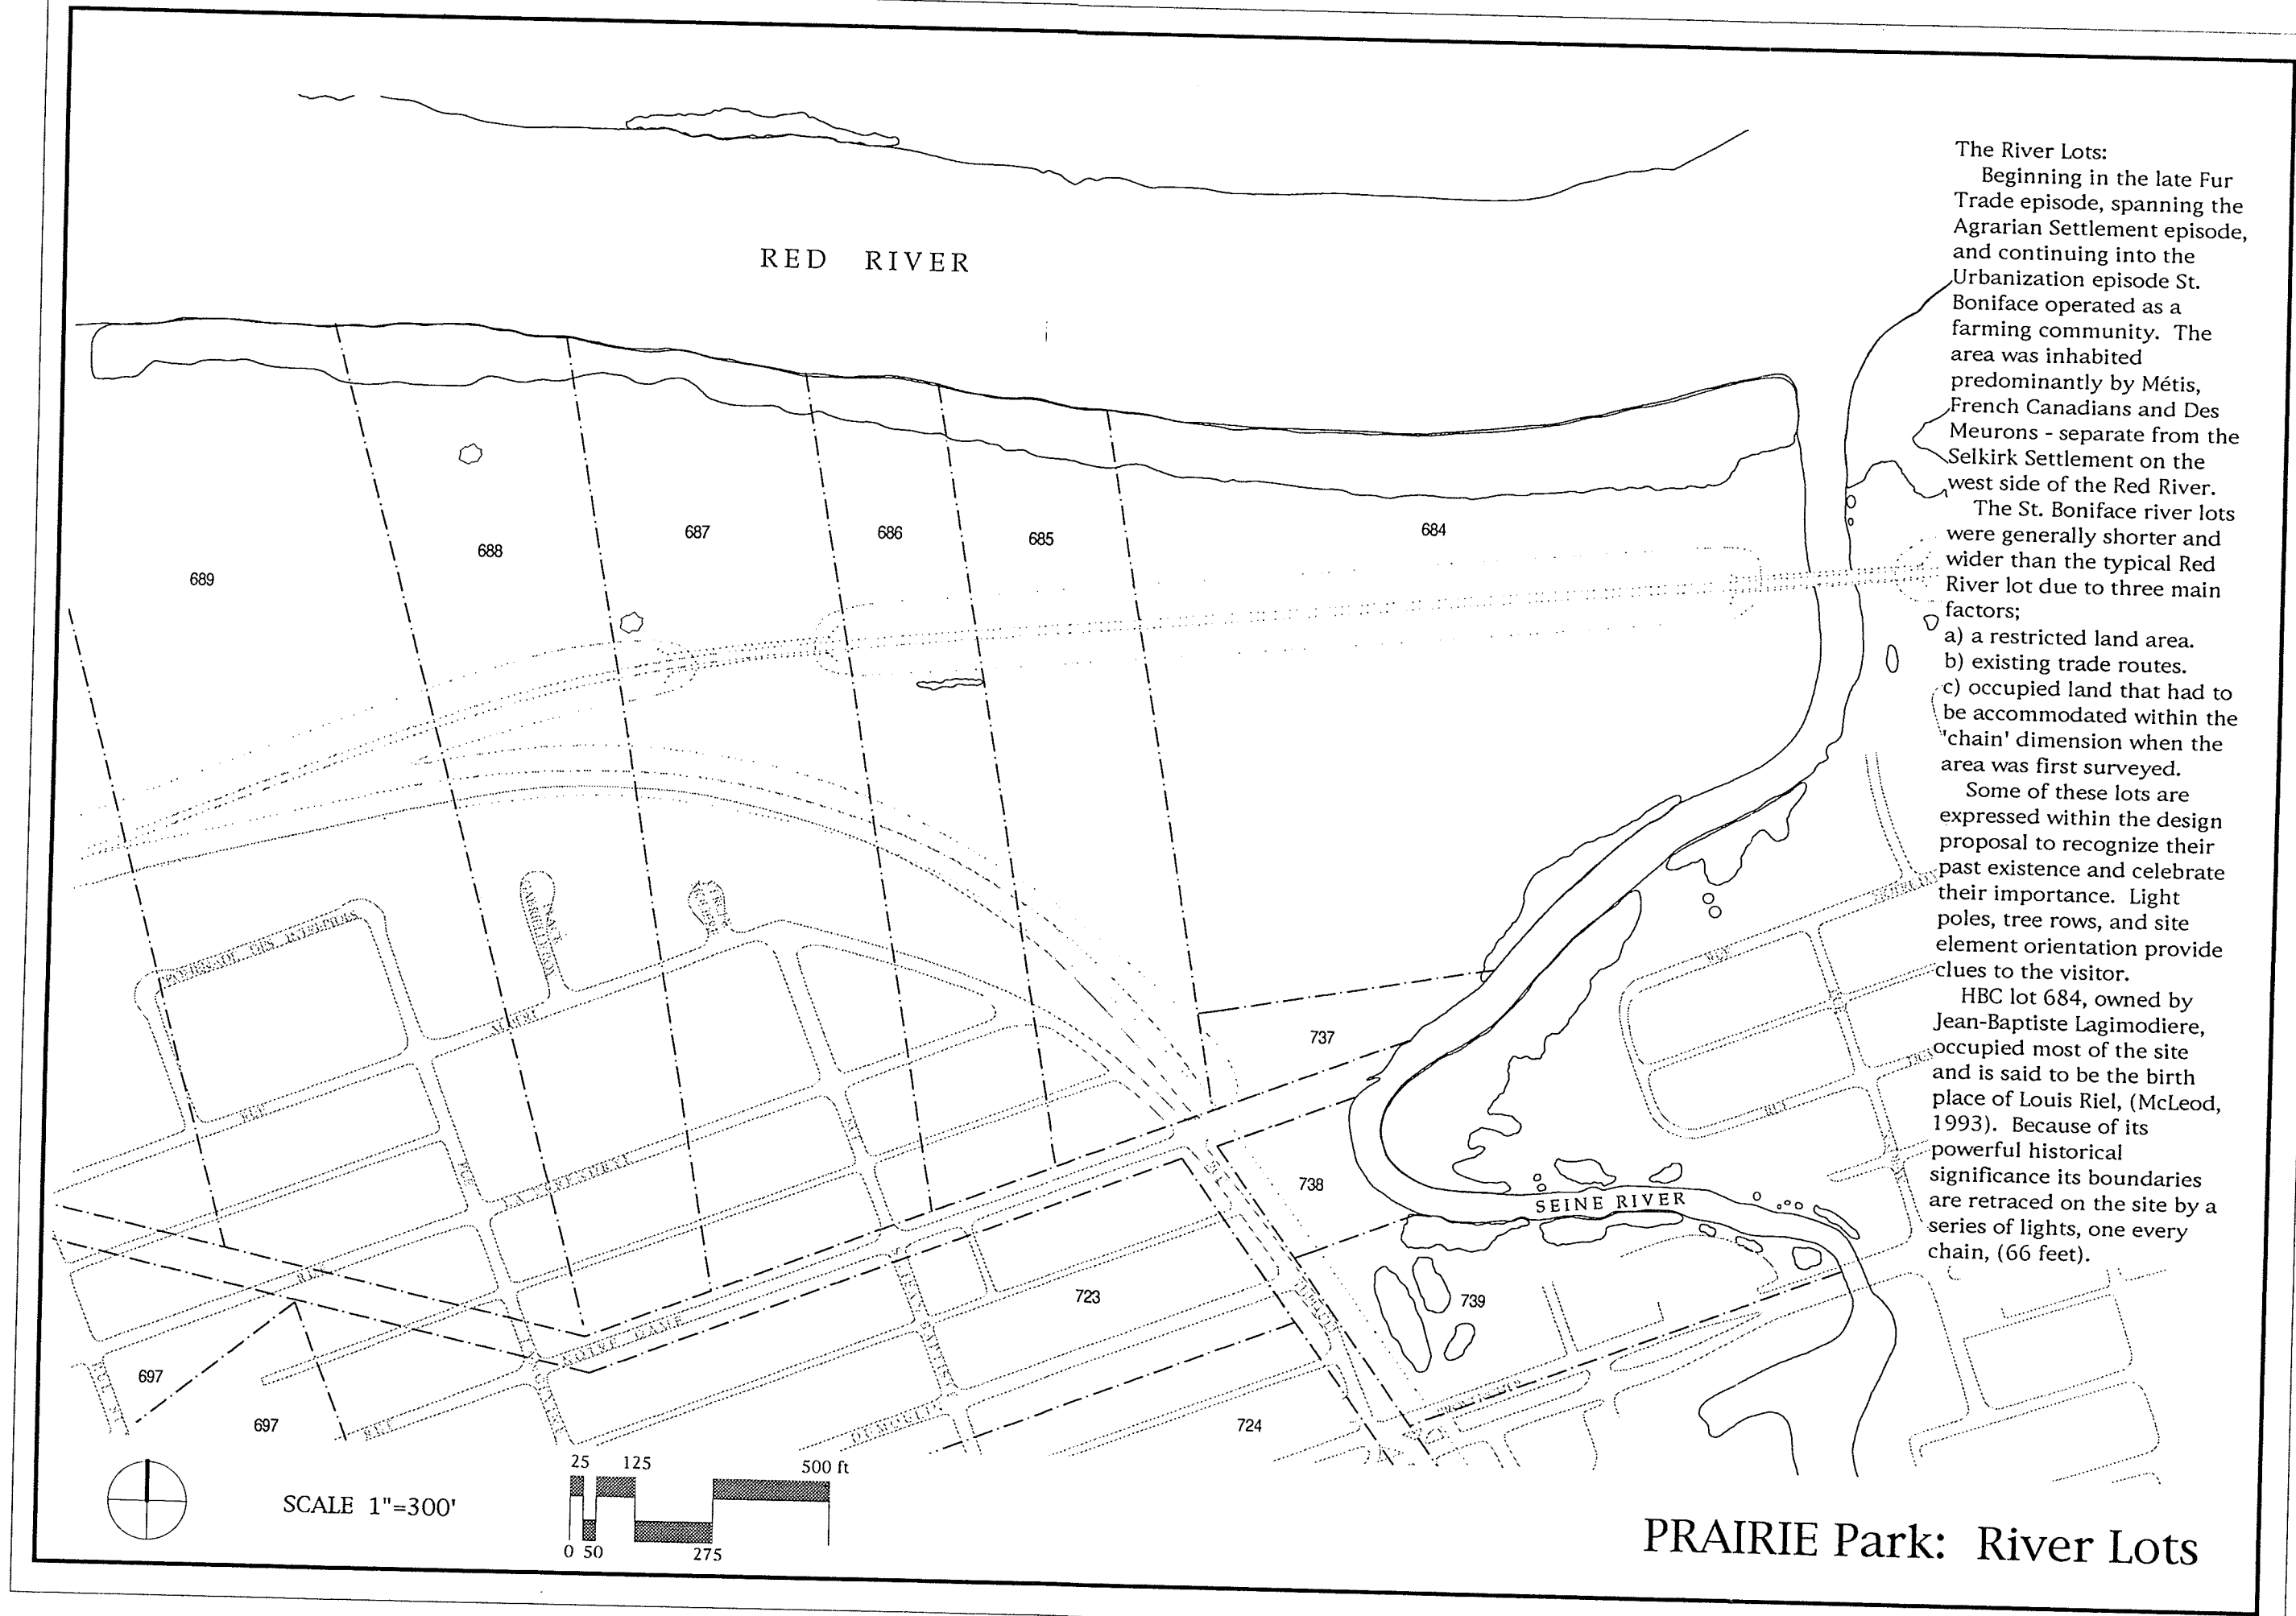 RED RIVER
The River Lots:
Beginning in the late Fur
Trade episode, spanning the
Agrarian Settlement episode,
and continuing into the
Urbanization episode St.
Boniface operated as a
farming community. The
area was inhabited
predominantly by Métis,
French Canadians and Des
Meurons - separate from the
Selkirk Settlement on the
west side of the Red River.
The St. Boniface river lots
were generally shorter and
wider than the typical Red
River lot due to three main
factors;
a) a restricted land area.
b) existing trade routes.
c) occupied land that had to
be accommodated within the
'chain' dimension when the
area was first surveyed.
Some of these lots are
expressed within the design
proposal to recognize their
past existence and celebrate
their importance. Light
poles, tree rows, and site
element orientation provide
clues to the visitor.
HBC lot 684, owned by
Jean-Baptiste Lagimodiere,
occupied most of the site
and is said to be the birth
place of Louis Riel, (McLeod,
1993). Because of its
powerful historical
significance its boundaries
are retraced on the site by a
series of lights, one every
chain, (66 feet).
689
688
687
686
685
684
737
738
SEINE RIVER
739
723
724
697
697
NOTRE DAME
DUMOULIN
RUE
SCALE 1"=300'
25 125 500 ft
0 50 275
PRAIRIE Park: River Lots